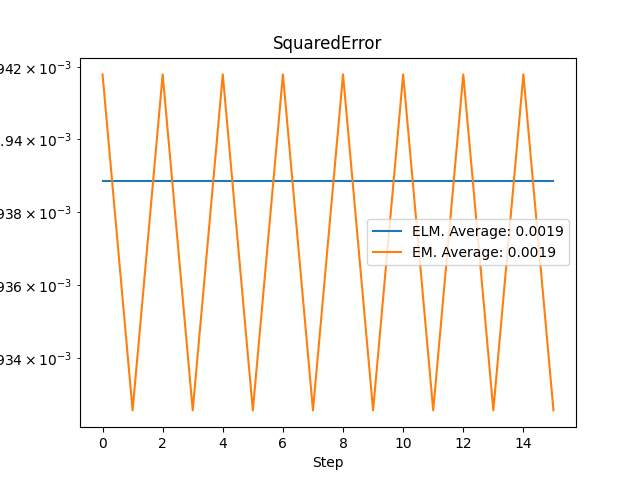 SquaredError
942 × 10⁻³
.94 × 10⁻³
938 × 10⁻³
936 × 10⁻³
934 × 10⁻³
ELM. Average: 0.0019
EM. Average: 0.0019
0 2 4 6 8 10 12 14
Step